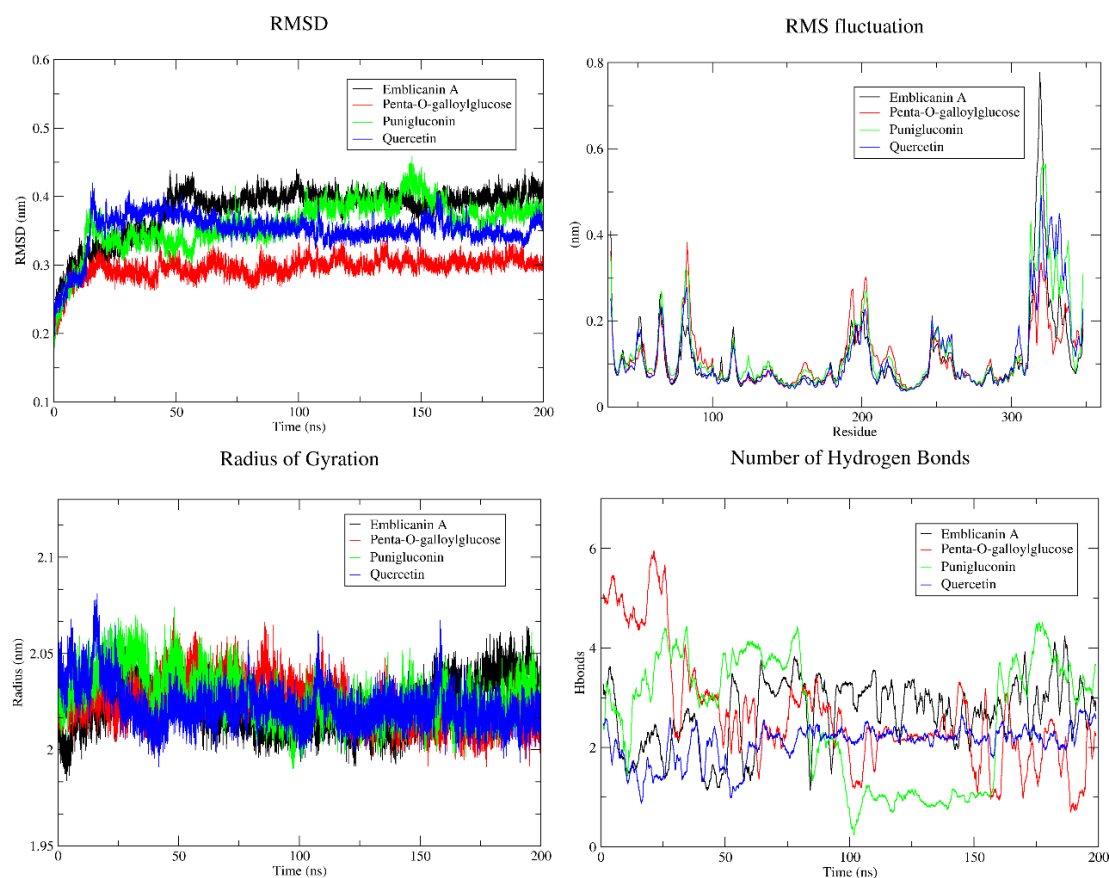 RMSD
0.6
0.5
0.4
0.3
0.2
0.1
RMSD (nm)
Emblicanin A
Penta-O-galloylglucose
Punigluconin
Quercetin
0
50
100
150
200
Time (ns)
RMS fluctuation
0.8
0.6
0.4
0.2
0
(nm)
Emblicanin A
Penta-O-galloylglucose
Punigluconin
Quercetin
100
200
300
Residue
Radius of Gyration
2.1
2.05
2
1.95
Radius (nm)
Emblicanin A
Penta-O-galloylglucose
Punigluconin
Quercetin
0
50
100
150
200
Time (ns)
Number of Hydrogen Bonds
6
4
2
0
Hbonds
Emblicanin A
Penta-O-galloylglucose
Punigluconin
Quercetin
0
50
100
150
200
Time (ns)